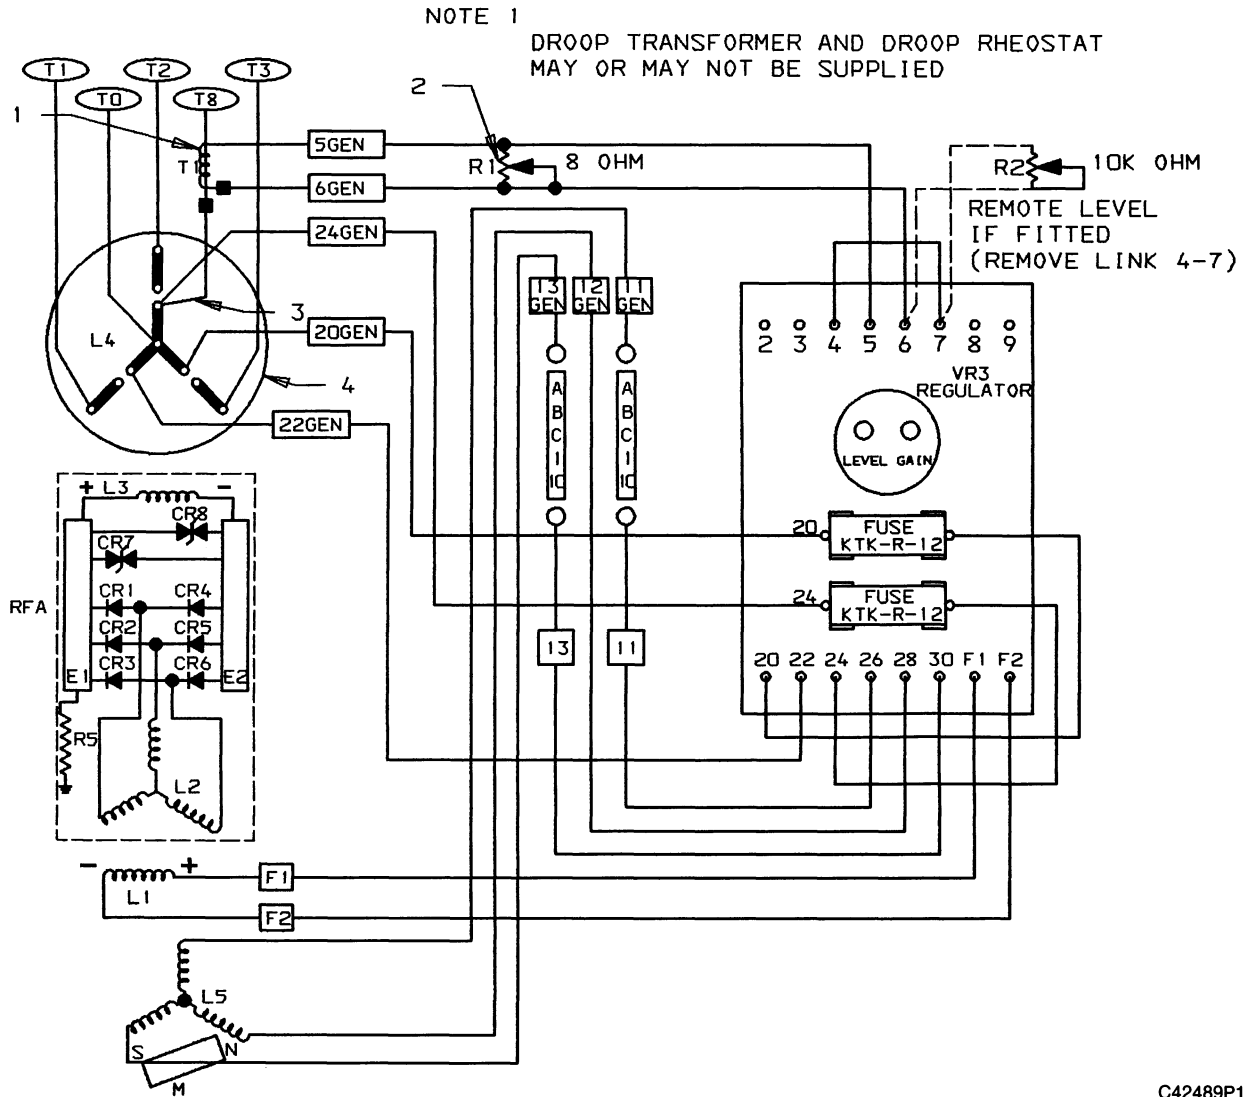 NOTE 1
DROOP TRANSFORMER AND DROOP RHEOSTAT
MAY OR MAY NOT BE SUPPLIED
T1
T2
T3
T0
T8
1
2
T1
5GEN
R1
8 OHM
R2
10K OHM
6GEN
REMOTE LEVEL
IF FITTED
(REMOVE LINK 4-7)
24GEN
13
GEN
12
GEN
11
GEN
3
L4
20GEN
2 3 4 5 6 7 8 9
4
VR3
REGULATOR
22GEN
A
B
C
1
10
A
B
C
1
10
LEVEL GAIN
+ L3 -
CR8
CR7
20
FUSE
KTK-R-12
CR1
CR4
RFA
24
FUSE
KTK-R-12
CR2
CR5
CR3
CR6
13
11
E1
E2
20 22 24 26 28 30 F1 F2
R5
L2
- +
L1
F1
F2
L5
S
N
M
C42489P1